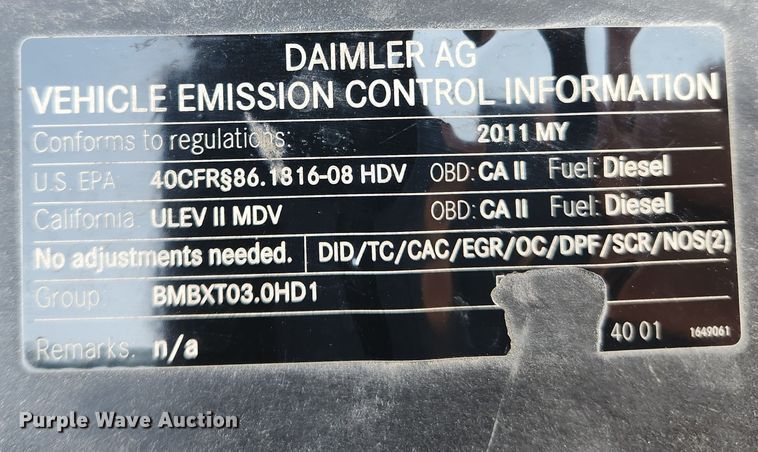 DAIMLER AG
VEHICLE EMISSION CONTROL INFORMATION
Conforms to regulations: 2011 MY
U.S. EPA: 40CFR§86.1816-08 HDV OBD: CA II Fuel: Diesel
California: ULEV II MDV OBD: CA II Fuel: Diesel
No adjustments needed. DID/TC/CAC/EGR/OC/DPF/SCR/NOS(2)
Group: BMBXT03.0HD1
Remarks: n/a 40 01 1649061
Purple Wave Auction